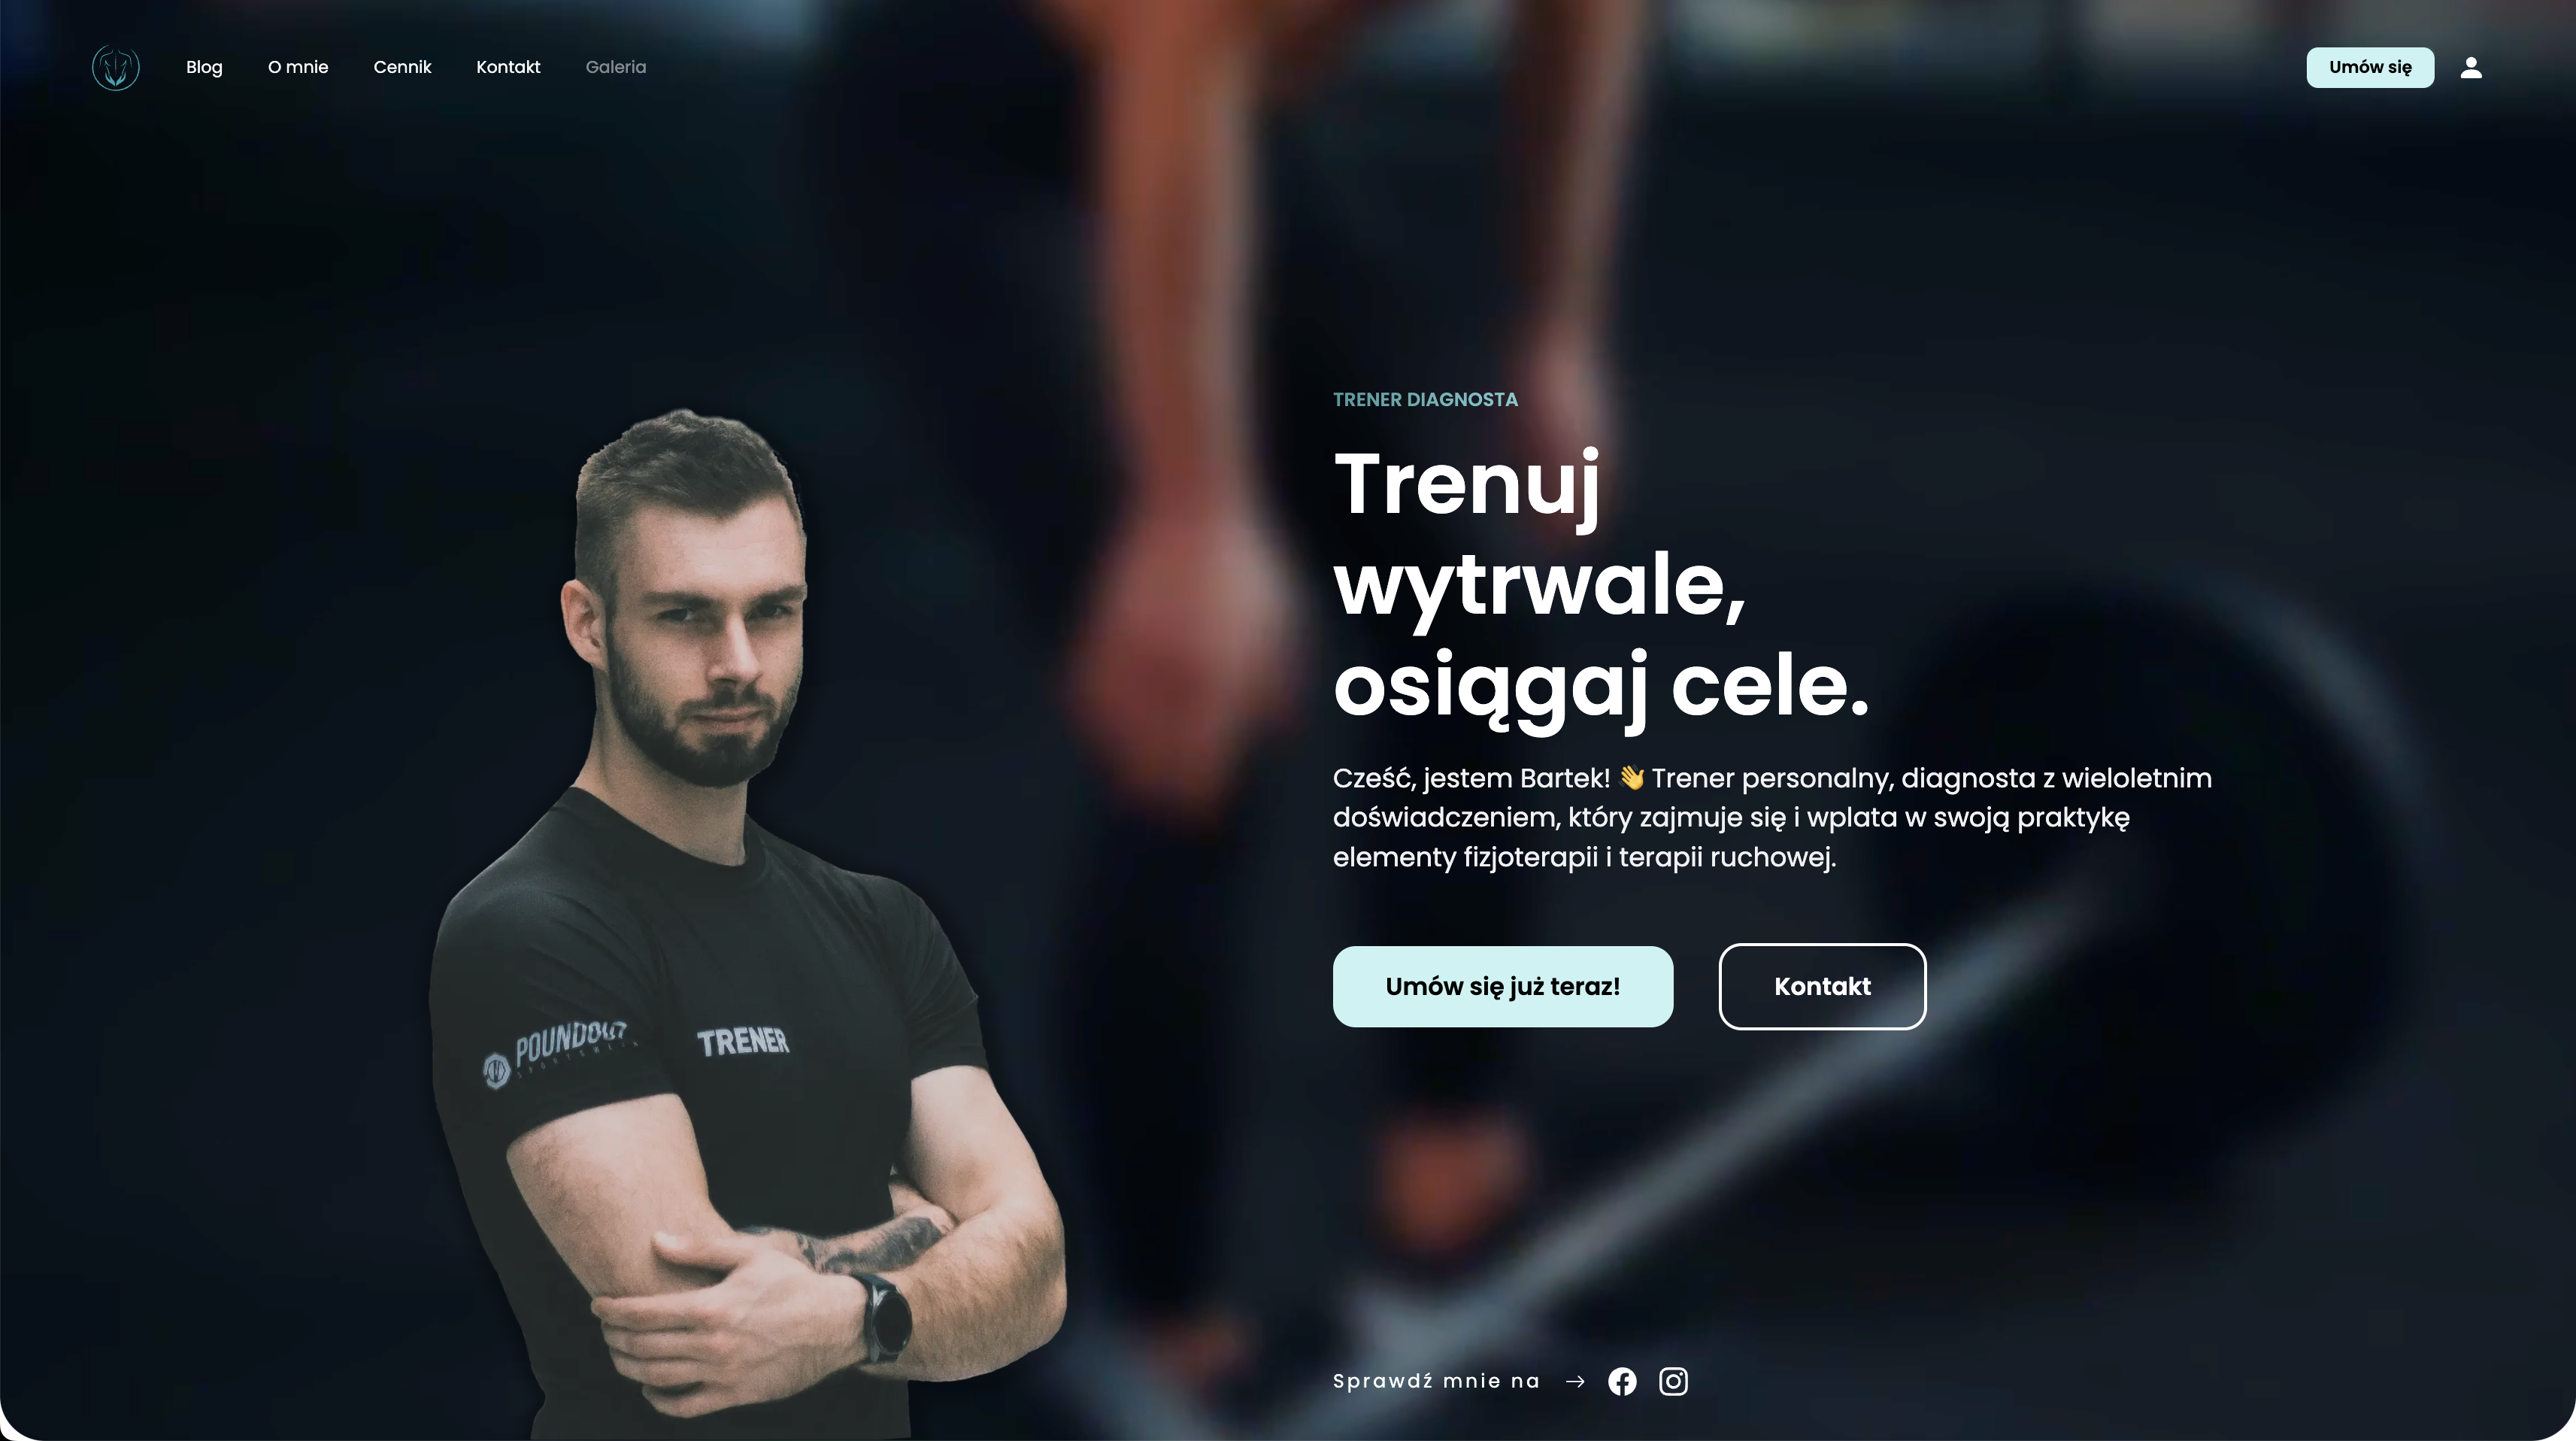 Blog
O mnie
Cennik
Kontakt
Galeria
Umów się
TRENER DIAGNOSTA
Trenuj
wytrwale,
osiągaj cele.
Cześć, jestem Bartek! 👋 Trener personalny, diagnosta z wieloletnim
doświadczeniem, który zajmuje się i wplata w swoją praktykę
elementy fizjoterapii i terapii ruchowej.
Umów się już teraz!
Kontakt
POUNDOUT
TRENER
Sprawdź mnie na →